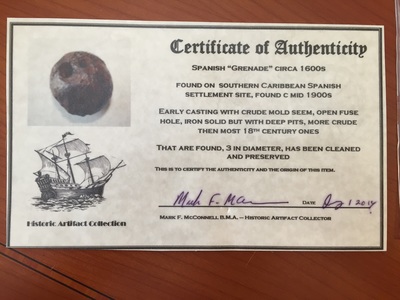 Certificate of Authenticity
Spanish "Grenade" circa 1600s
found on southern Caribbean Spanish
settlement site, found c mid 1900s
Early casting with crude mold seem, open fuse
hole, iron solid but with deep pits, more crude
then most 18th century ones
That are found, 3 in diameter, has been cleaned
and preserved
This is to certify the authenticity and the origin of this item.
Mark F. Date
Mark F. McConnell B.M.A. – Historic Artifact Collector
Historic Artifact Collection